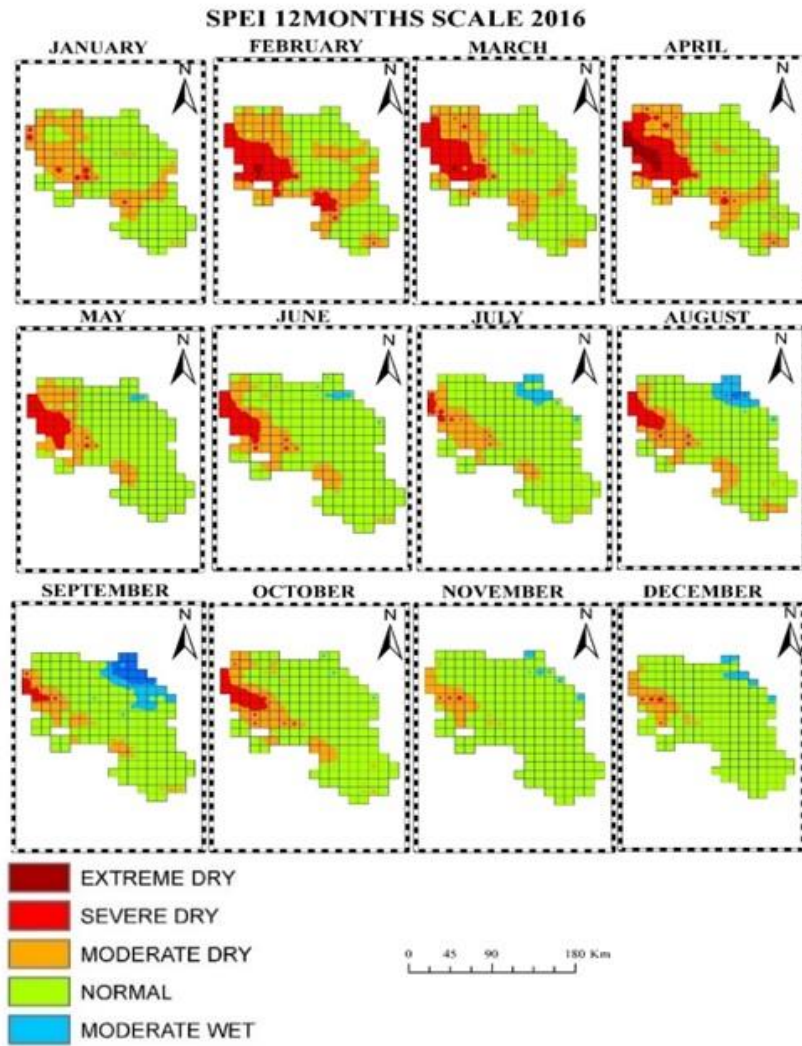 SPEI 12MONTHS SCALE 2016
JANUARY FEBRUARY MARCH APRIL
N N N N
MAY JUNE JULY AUGUST
N N N N
SEPTEMBER OCTOBER NOVEMBER DECEMBER
N N N N
EXTREME DRY
SEVERE DRY
MODERATE DRY
0 45 90 180 Km
NORMAL
MODERATE WET